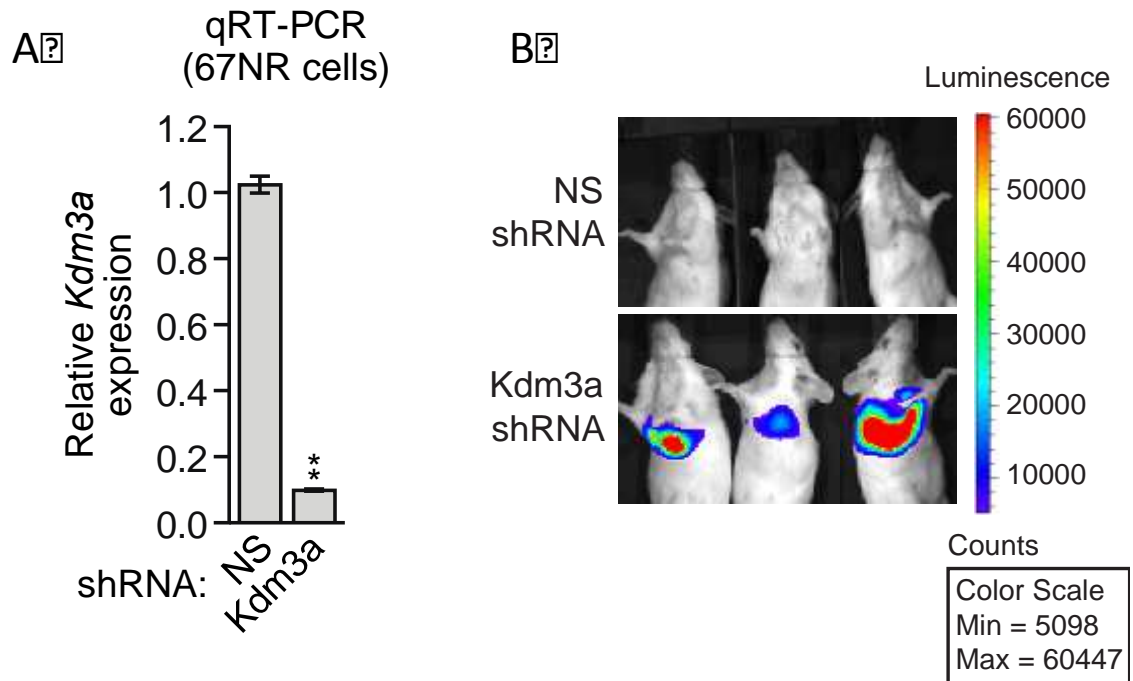 A⍰
qRT-PCR
(67NR cells)
Relative Kdm3a
expression
1.2
1.0
0.8
0.6
0.4
0.2
0.0
**
shRNA:
NS
Kdm3a
B⍰
NS
shRNA
Kdm3a
shRNA
Luminescence
60000
50000
40000
30000
20000
10000
Counts
Color Scale
Min = 5098
Max = 60447